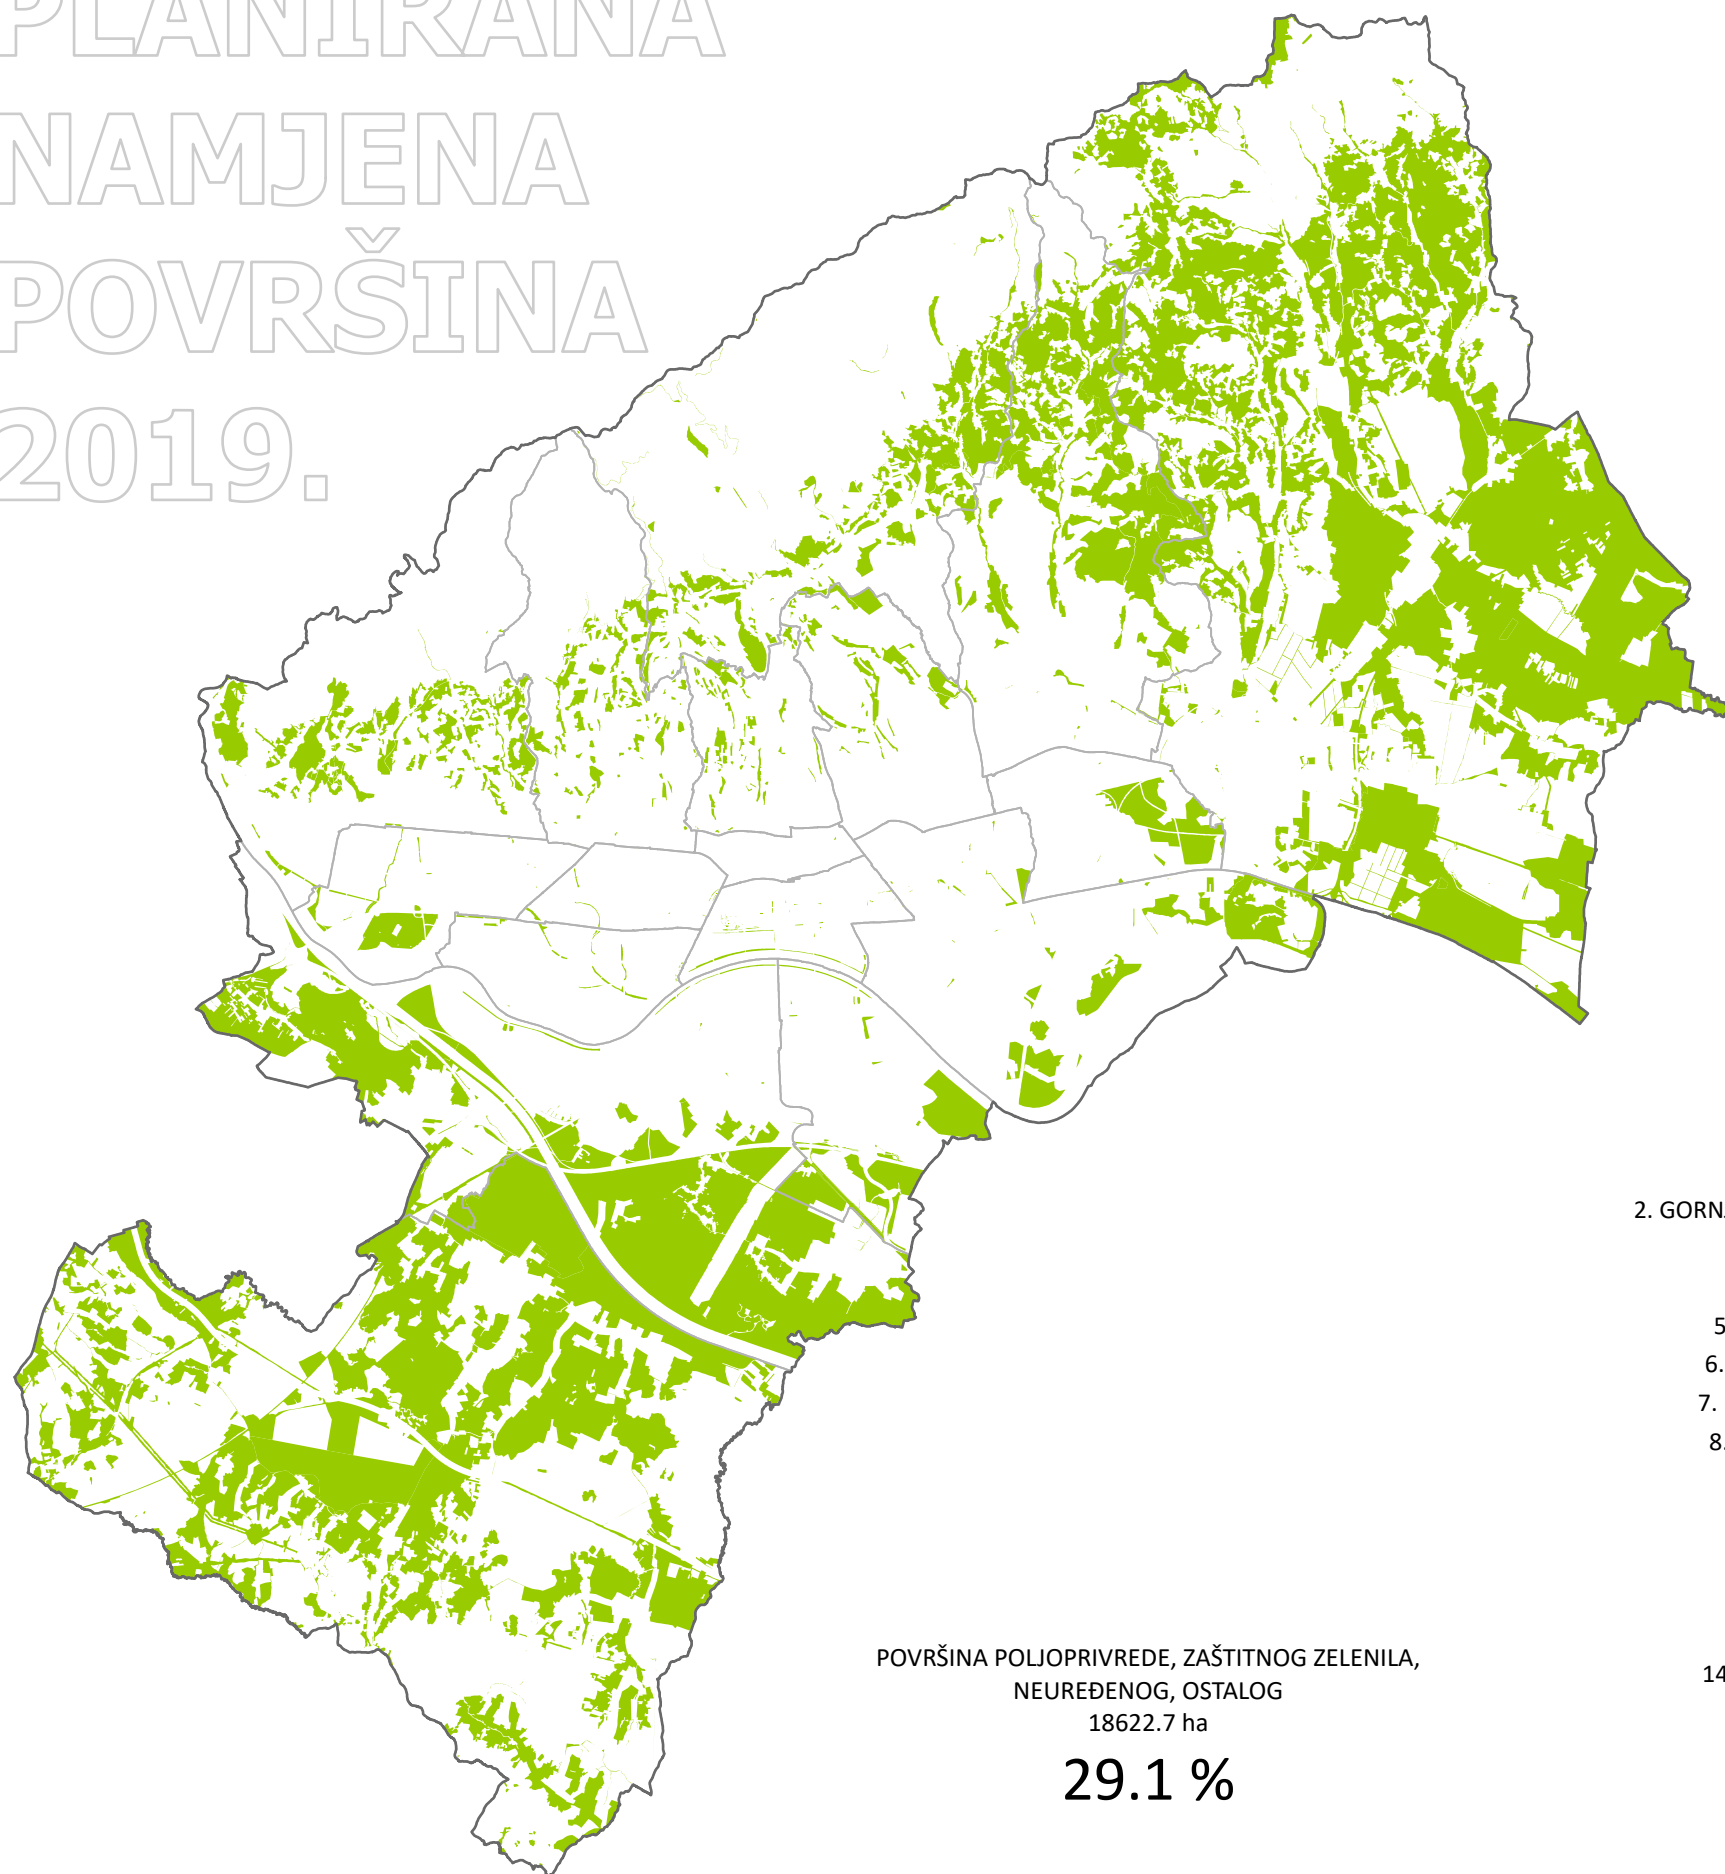 PLANIRANA
NAMJENA
POVRŠINA
2019.
2. GORNJ
5
6.
7.
8.
14
POVRŠINA POLJOPRIVREDE, ZAŠTITNOG ZELENILA,
NEUREĐENOG, OSTALOG
18622.7 ha
29.1 %